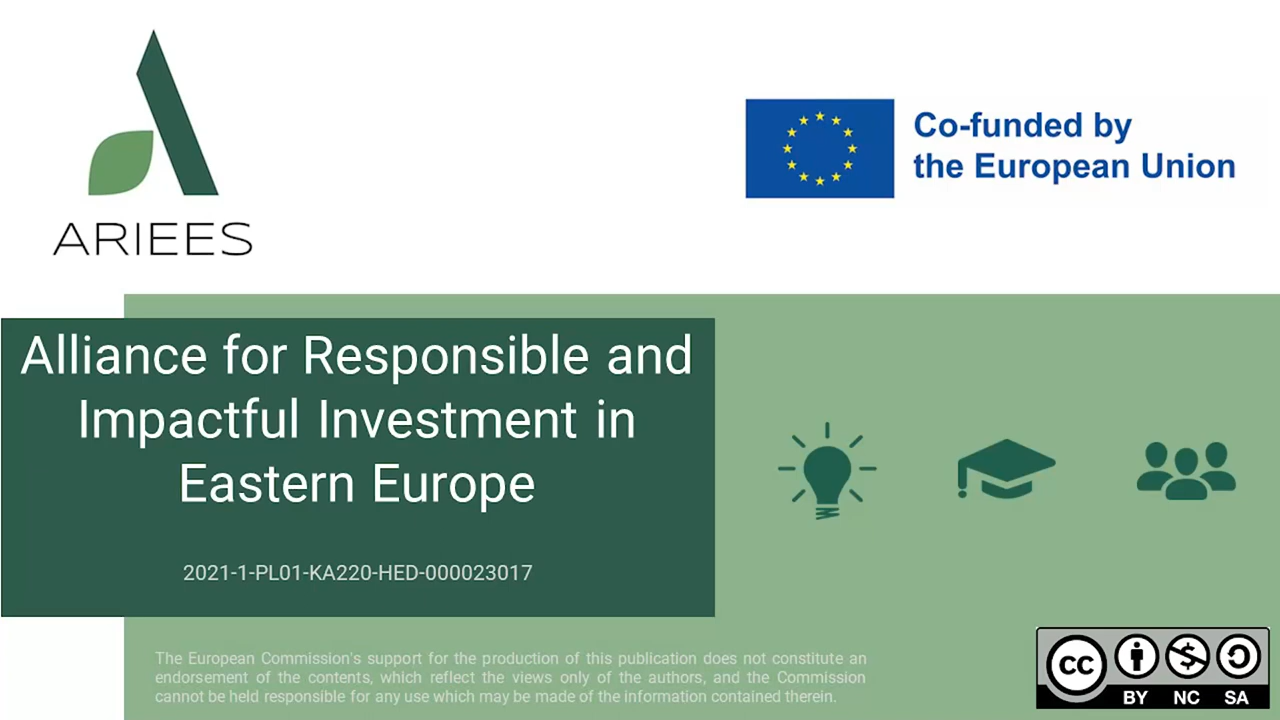 ARIEES
Co-funded by
the European Union
Alliance for Responsible and
Impactful Investment in
Eastern Europe
2021-1-PL01-KA220-HED-000023017
The European Commission's support for the production of this publication does not constitute an
endorsement of the contents, which reflect the views only of the authors, and the Commission
cannot be held responsible for any use which may be made of the information contained therein.
cc
BY NC SA